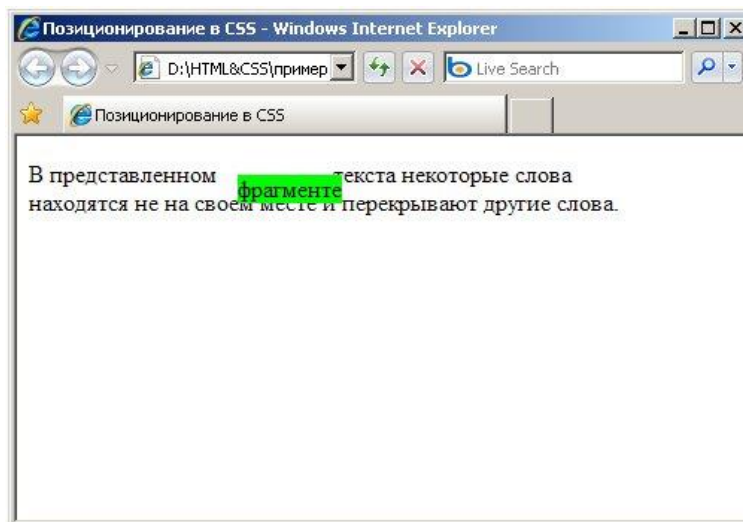 Позиционирование в CSS - Windows Internet Explorer
D:\HTML&CSS\пример
Live Search
Позиционирование в CSS
В представленном фрагменте текста некоторые слова
находятся не на своем месте и перекрывают другие слова.